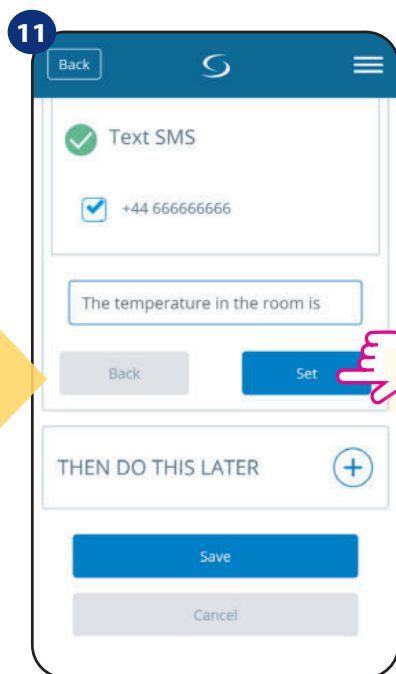 11
Back
Text SMS
+44 666666666
The temperature in the room is
Back Set
THEN DO THIS LATER
Save
Cancel